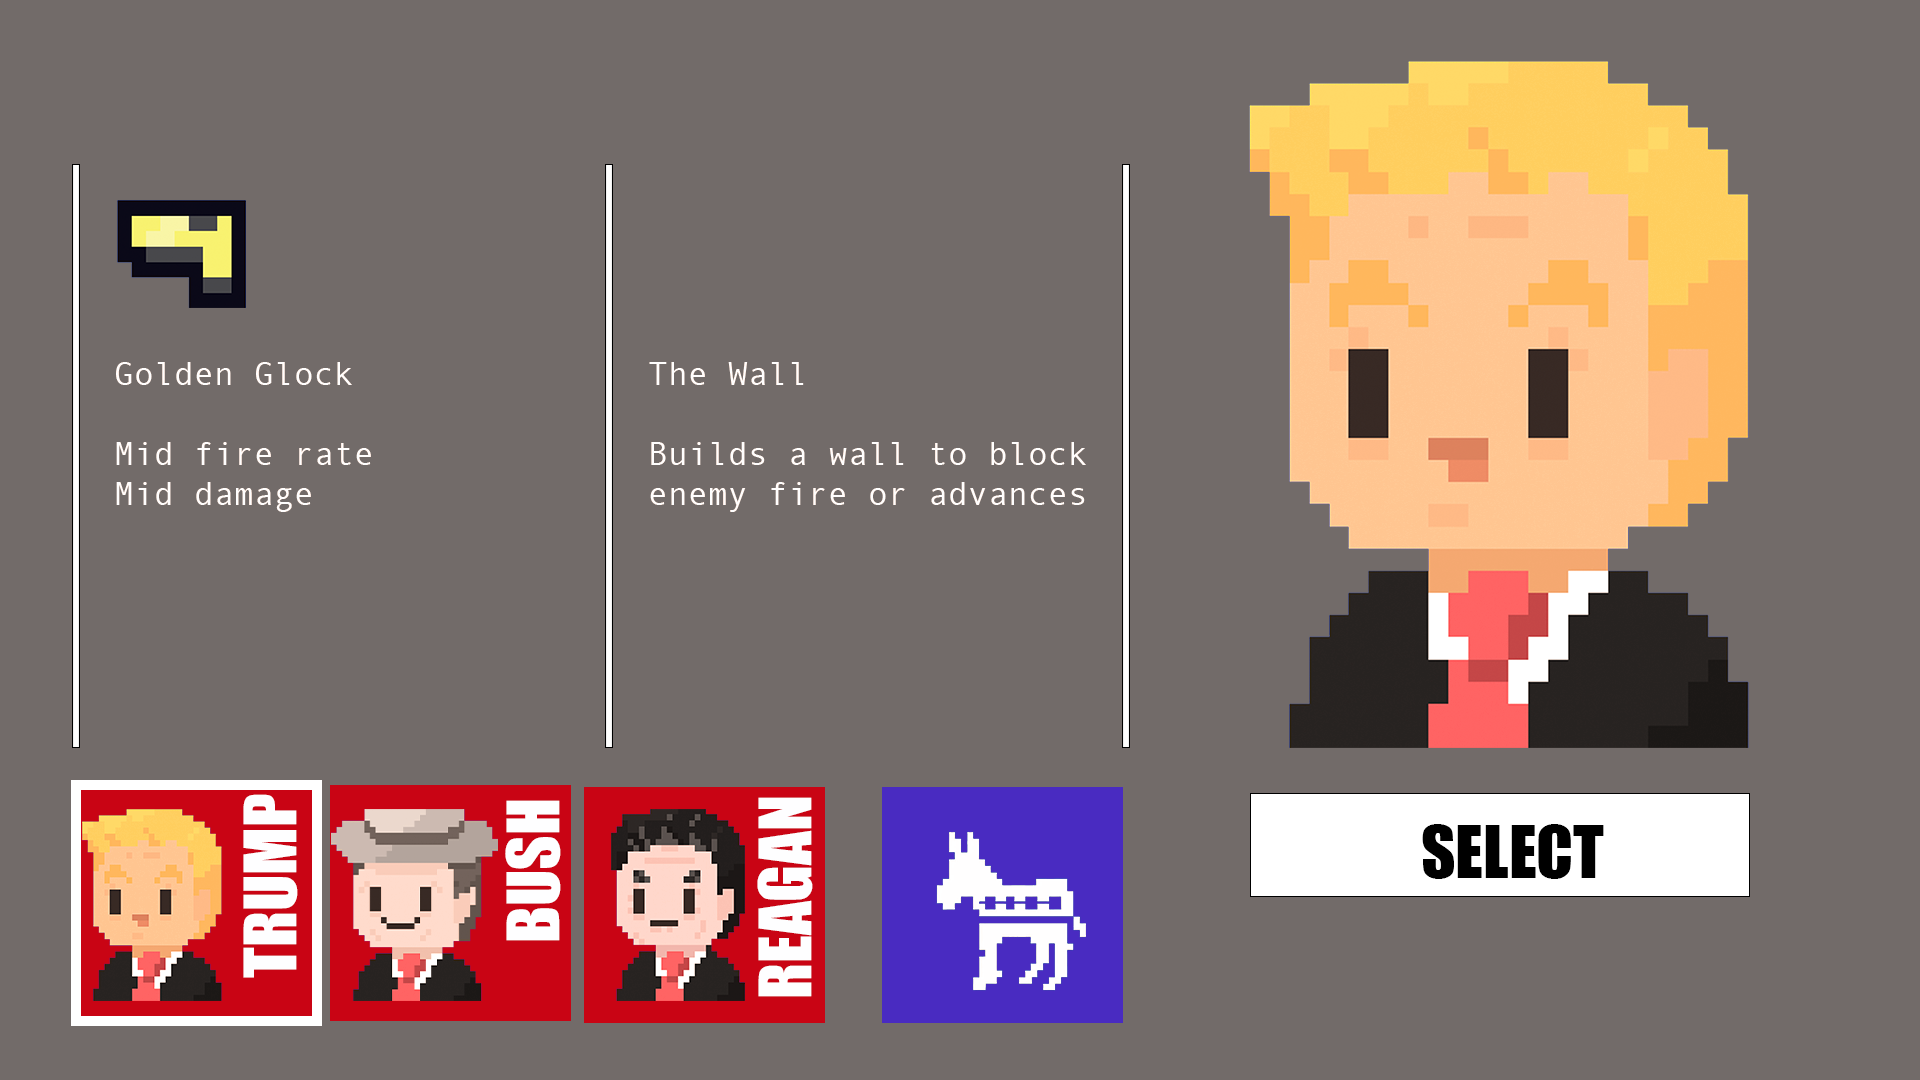 Golden Glock
Mid fire rate
Mid damage
The Wall
Builds a wall to block
enemy fire or advances
TRUMP
BUSH
REAGAN
SELECT